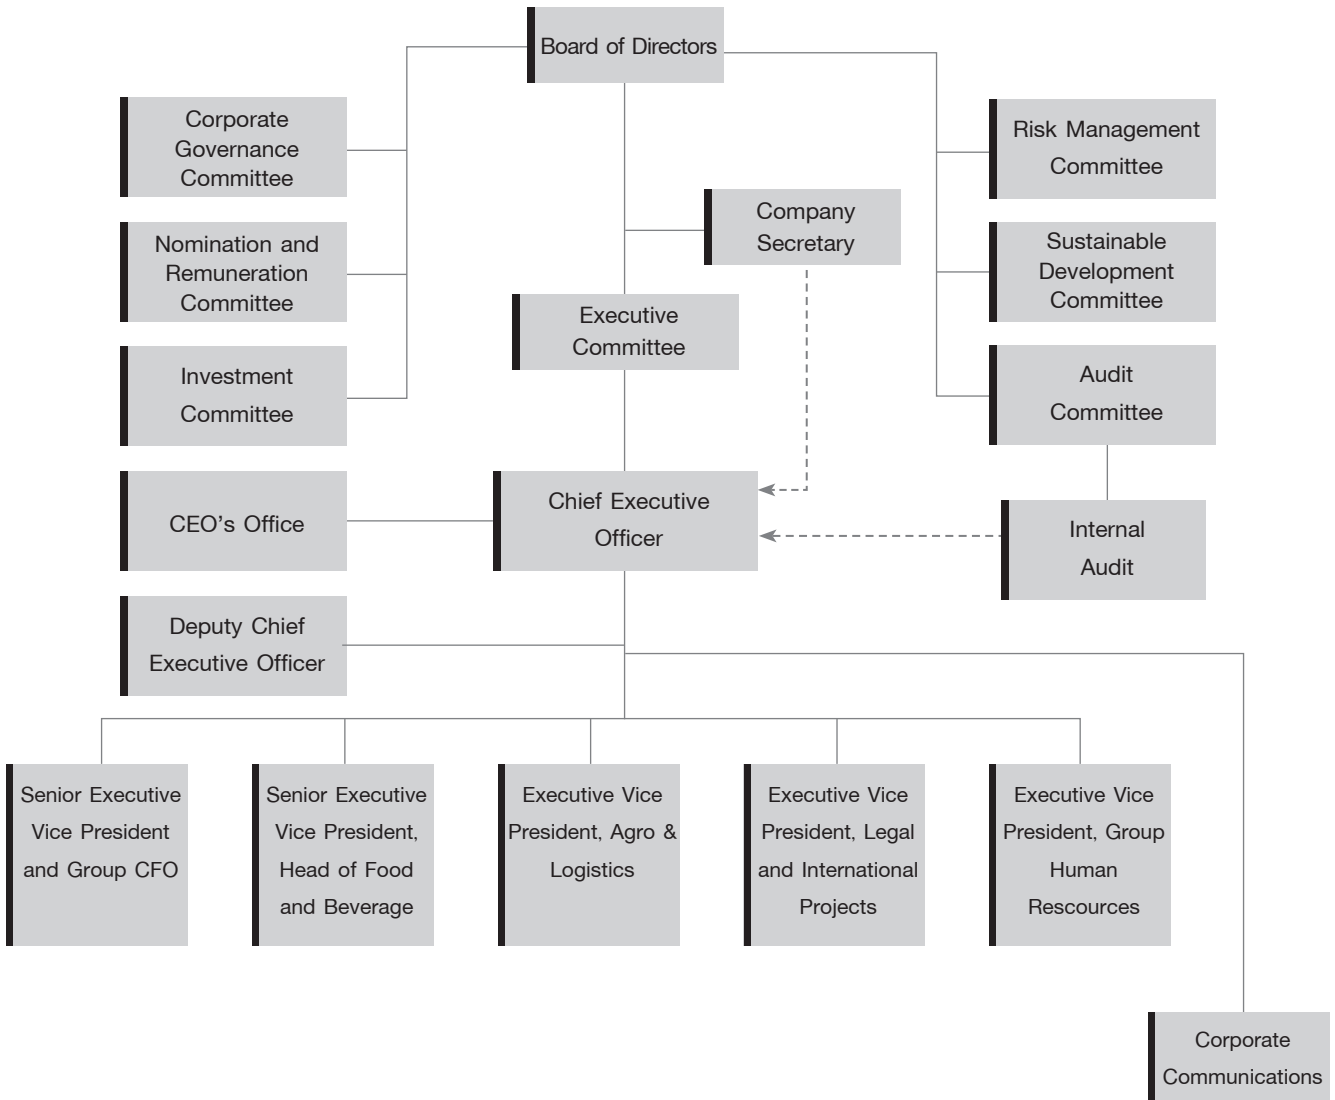 Board of Directors
Corporate
Governance
Committee
Risk Management
Committee
Company
Secretary
Nomination and
Remuneration
Committee
Sustainable
Development
Committee
Executive
Committee
Investment
Committee
Audit
Committee
CEO’s Office
Chief Executive
Officer
Internal
Audit
Deputy Chief
Executive Officer
Senior Executive
Vice President
and Group CFO
Senior Executive
Vice President,
Head of Food
and Beverage
Executive Vice
President, Agro &
Logistics
Executive Vice
President, Legal
and International
Projects
Executive Vice
President, Group
Human
Rescources
Corporate
Communications